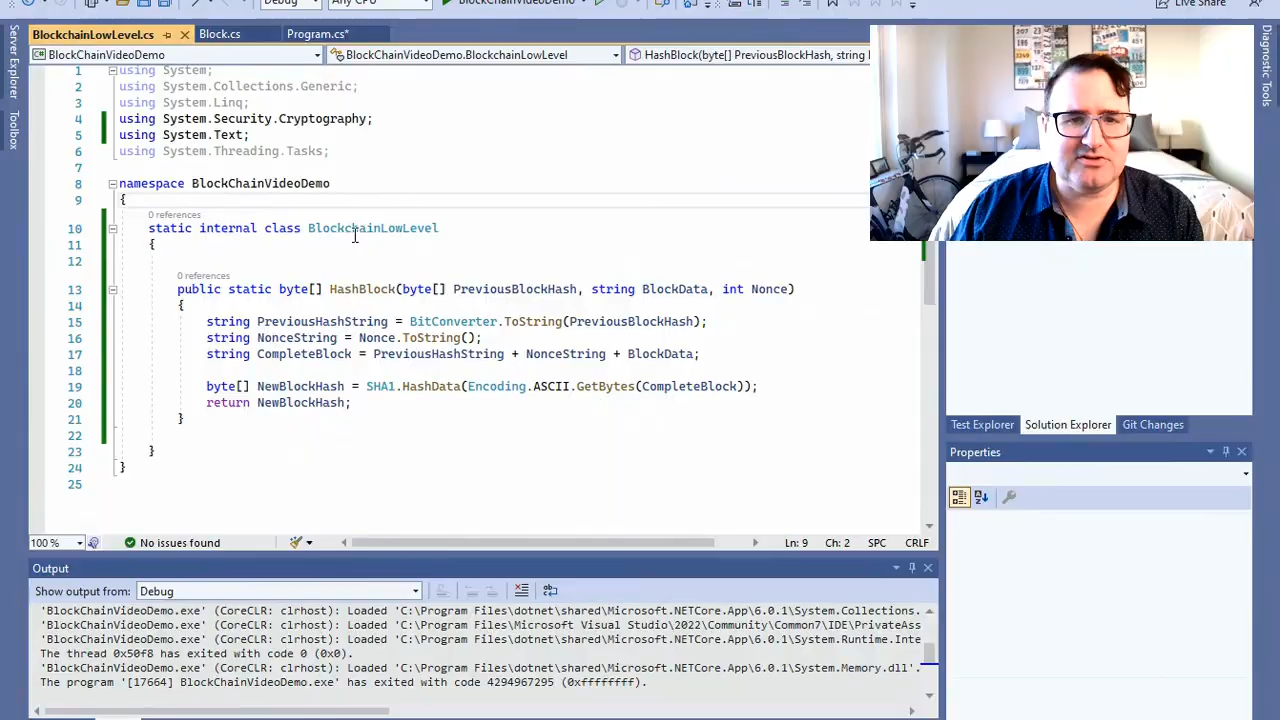 Debug
Any CPU
BlockChainVideoDemo
Live Share
BlockchainLowLevel.cs
Block.cs
Program.cs*
BlockChainVideoDemo
BlockChainVideoDemo.BlockchainLowLevel
HashBlock(byte[] PreviousBlockHash, string
Server Explorer
Toolbox
Diagnostic Tools
1 using System;
2 using System.Collections.Generic;
3 using System.Linq;
4 using System.Security.Cryptography;
5 using System.Text;
6 using System.Threading.Tasks;
7
8 namespace BlockChainVideoDemo
9 {
0 references
10 static internal class BlockchainLowLevel
11 {
12
0 references
13 public static byte[] HashBlock(byte[] PreviousBlockHash, string BlockData, int Nonce)
14 {
15 string PreviousHashString = BitConverter.ToString(PreviousBlockHash);
16 string NonceString = Nonce.ToString();
17 string CompleteBlock = PreviousHashString + NonceString + BlockData;
18
19 byte[] NewBlockHash = SHA1.HashData(Encoding.ASCII.GetBytes(CompleteBlock));
20 return NewBlockHash;
21 }
22
23 }
24 }
25
Test Explorer
Solution Explorer
Git Changes
Properties
100 %
No issues found
Ln: 9
Ch: 2
SPC
CRLF
Output
Show output from: Debug
'BlockChainVideoDemo.exe' (CoreCLR: clrhost): Loaded 'C:\Program Files\dotnet\shared\Microsoft.NETCore.App\6.0.1\System.Collections.
'BlockChainVideoDemo.exe' (CoreCLR: clrhost): Loaded 'C:\Program Files\Microsoft Visual Studio\2022\Community\Common7\IDE\PrivateAss
'BlockChainVideoDemo.exe' (CoreCLR: clrhost): Loaded 'C:\Program Files\dotnet\shared\Microsoft.NETCore.App\6.0.1\System.Runtime.Inte
The thread 0x50f8 has exited with code 0 (0x0).
'BlockChainVideoDemo.exe' (CoreCLR: clrhost): Loaded 'C:\Program Files\dotnet\shared\Microsoft.NETCore.App\6.0.1\System.Memory.dll'.
The program '[17664] BlockChainVideoDemo.exe' has exited with code 4294967295 (0xffffffff).